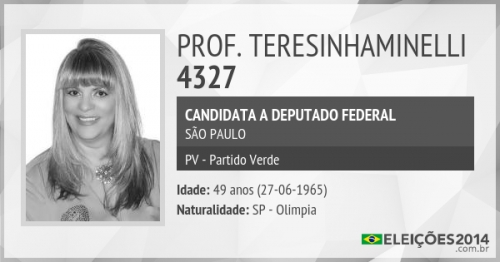 PROF. TERESINHAMINELLI
4327
CANDIDATA A DEPUTADO FEDERAL
SÃO PAULO
PV - Partido Verde
Idade: 49 anos (27-06-1965)
Naturalidade: SP - Olimpia
ELEIÇÕES2014
.com.br